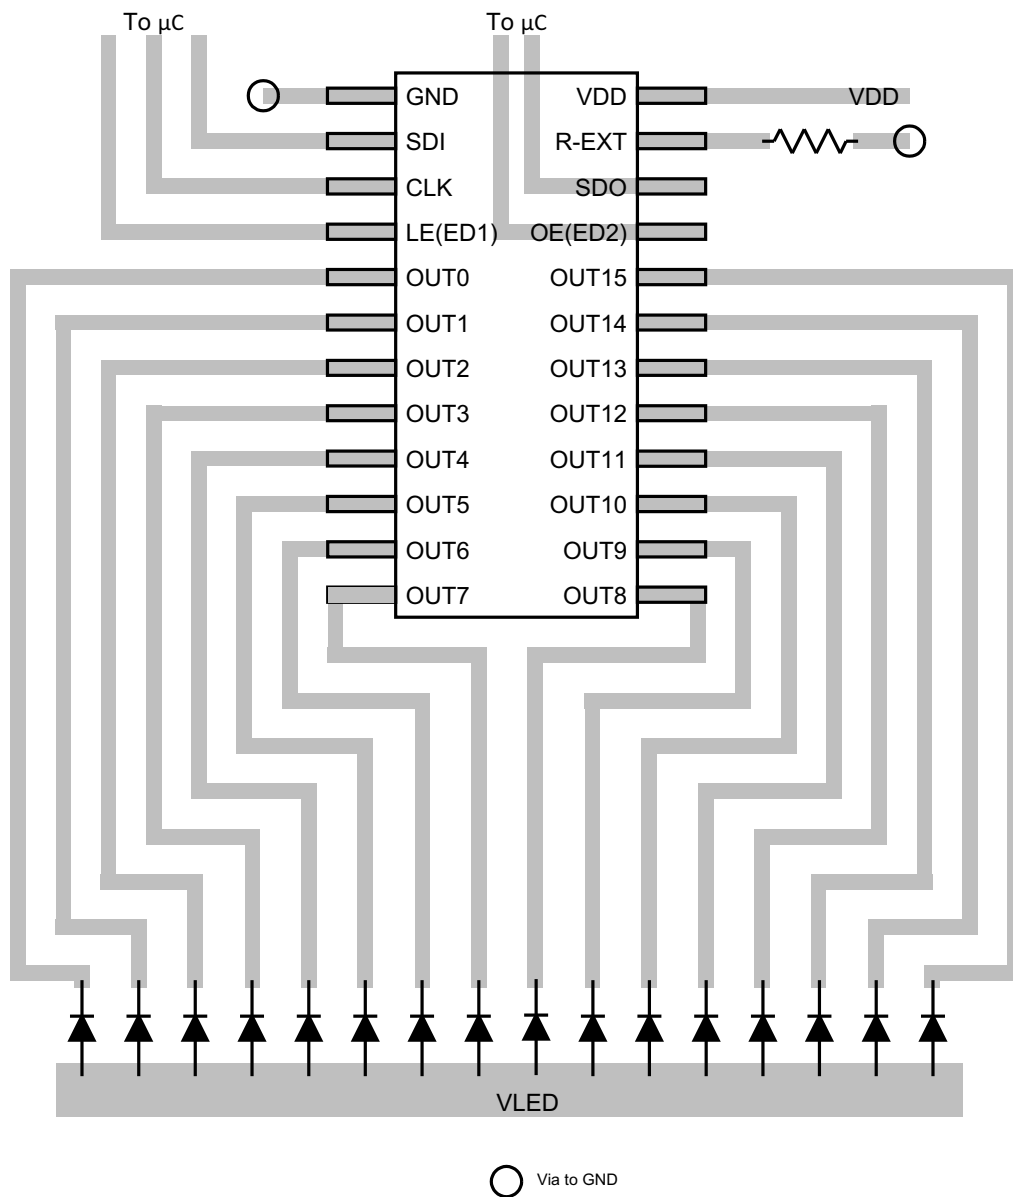 To μC
To μC
GND
VDD
VDD
SDI
R-EXT
CLK
SDO
LE(ED1)
OE(ED2)
OUT0
OUT15
OUT1
OUT14
OUT2
OUT13
OUT3
OUT12
OUT4
OUT11
OUT5
OUT10
OUT6
OUT9
OUT7
OUT8
VLED
Via to GND